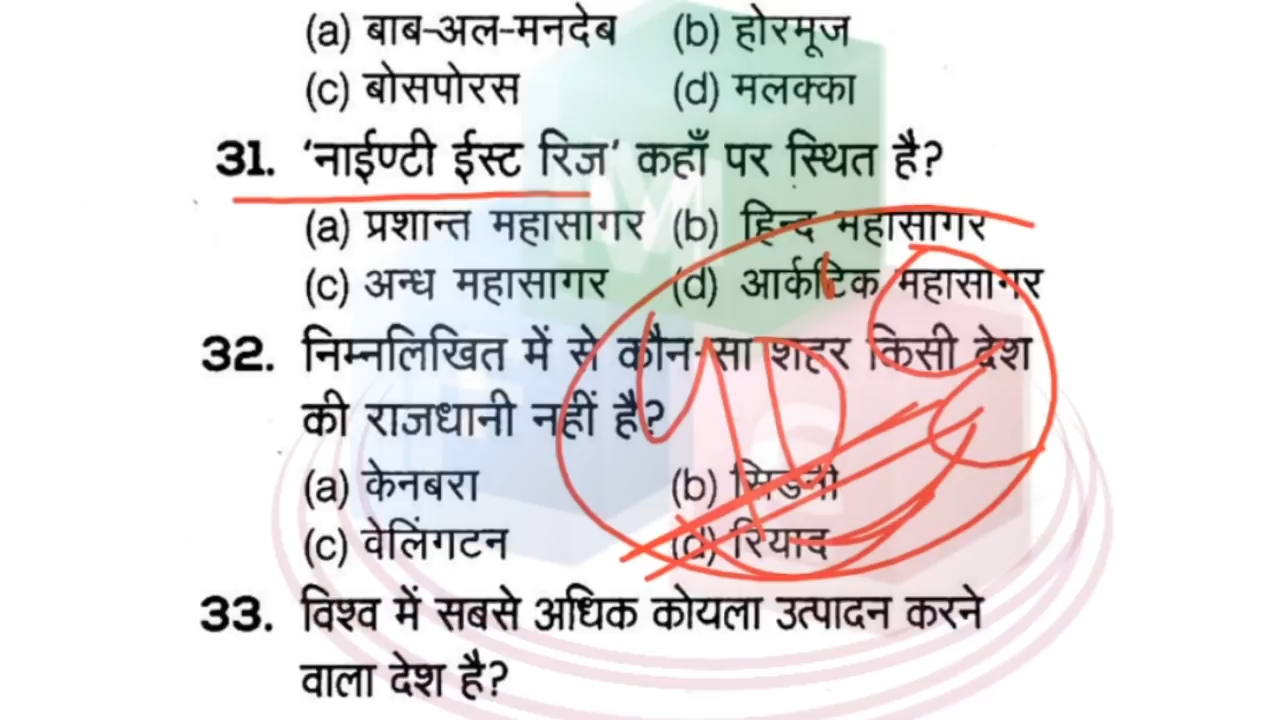 (a) बाब-अल-मनदेब (b) होरमूज
(c) बोसपोरस (d) मलक्का
31. ‘नाईण्टी ईस्ट रिज’ कहाँ पर स्थित है?
(a) प्रशान्त महासागर (b) हिन्द महासागर
(c) अन्ध महासागर (d) आर्कटिक महासागर
32. निम्नलिखित में से कौन-सा शहर किसी देश
की राजधानी नहीं है?
(a) केनबरा (b) सिडनी
(c) वेलिंगटन (d) रियाद
33. विश्व में सबसे अधिक कोयला उत्पादन करने
वाला देश है?